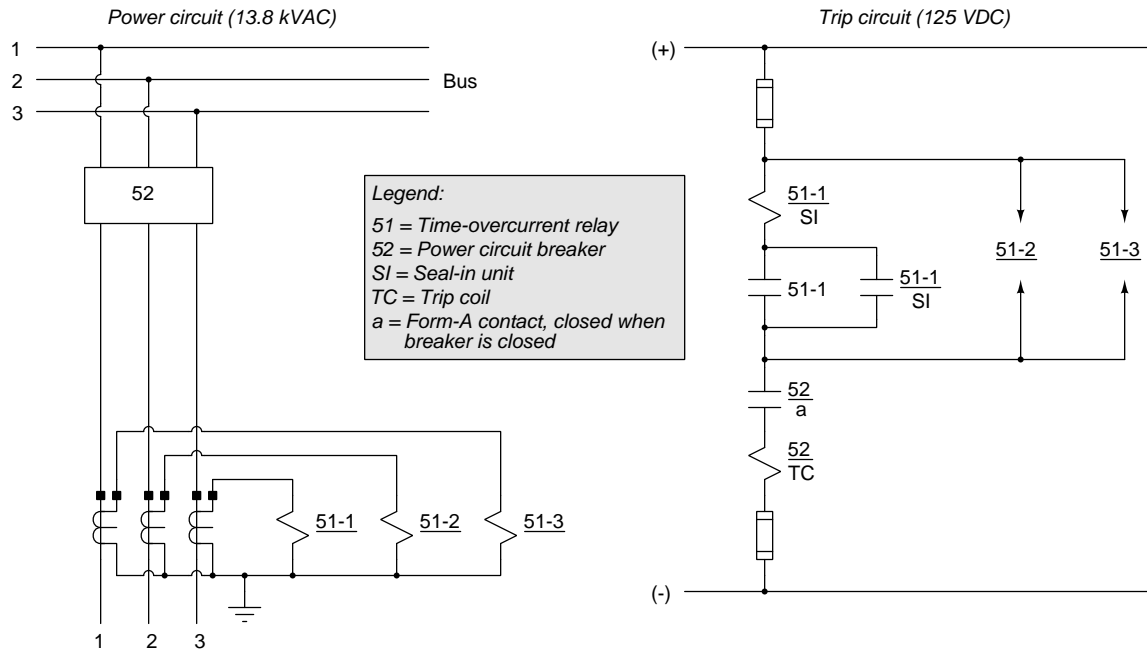 Power circuit (13.8 kVAC)
1
2
3
Bus
52
Legend:
51 = Time-overcurrent relay
52 = Power circuit breaker
SI = Seal-in unit
TC = Trip coil
a = Form-A contact, closed when
breaker is closed
51-1
51-2
51-3
1
2
3
Trip circuit (125 VDC)
(+)
51-1
SI
51-1
51-1
SI
51-2
51-3
52
a
52
TC
(-)